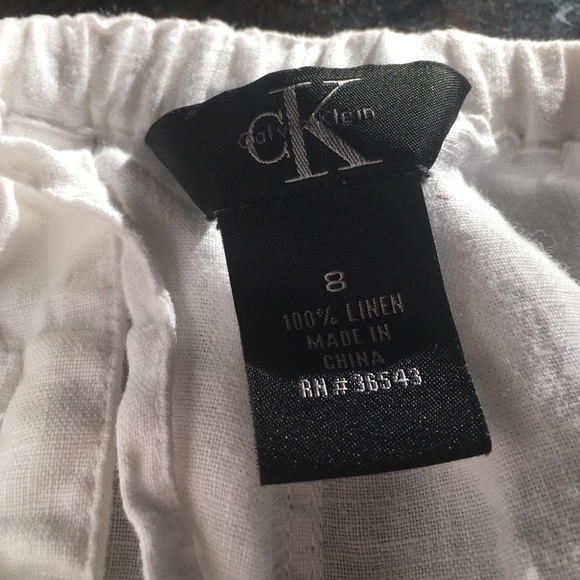 cK
Calvin Klein
8
100% LINEN
MADE IN
CHINA
RN # 36543